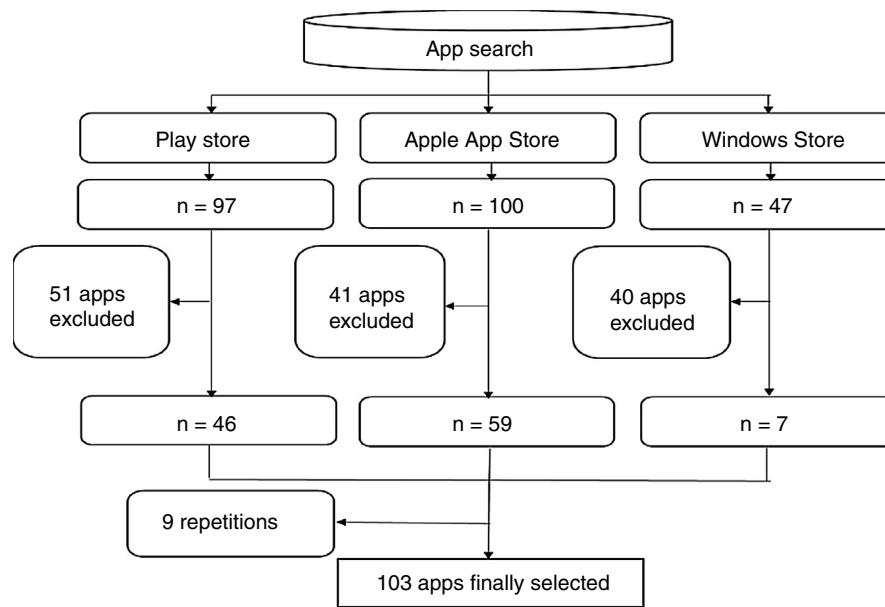 App search
Play store
Apple App Store
Windows Store
n = 97
n = 100
n = 47
51 apps
excluded
41 apps
excluded
40 apps
excluded
n = 46
n = 59
n = 7
9 repetitions
103 apps finally selected